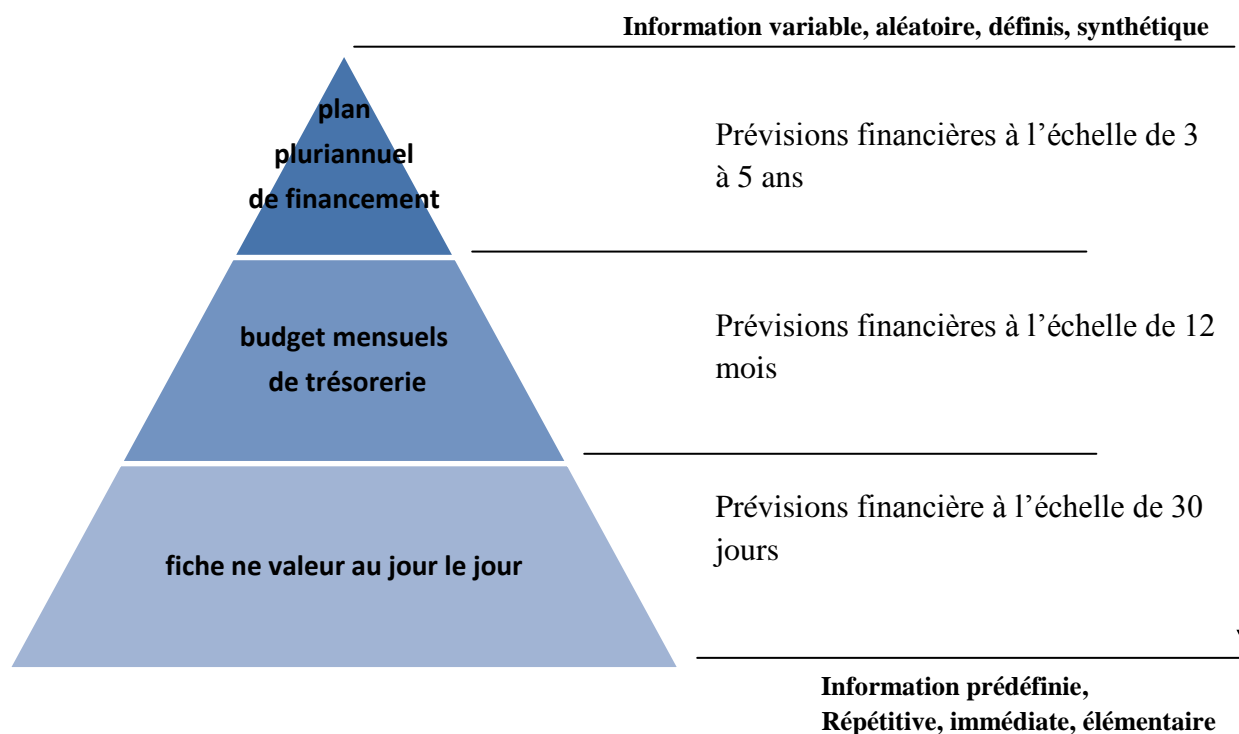 Information variable, aléatoire, définis, synthétique
plan
pluriannuel
de financement
Prévisions financières à l’échelle de 3
à 5 ans
budget mensuels
de trésorerie
Prévisions financières à l’échelle de 12
mois
fiche ne valeur au jour le jour
Prévisions financière à l’échelle de 30
jours
Information prédéfinie,
Répétitive, immédiate, élémentaire